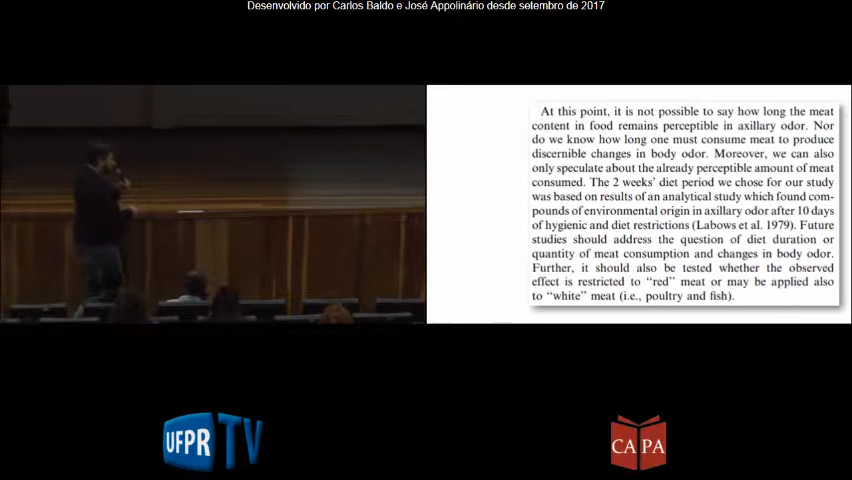 Desenvolvido por Carlos Baldo e José Appolinário desde setembro de 2017
At this point, it is not possible to say how long the meat
content in food remains perceptible in axillary odor. Nor
do we know how long one must consume meat to produce
discernible changes in body odor. Moreover, we can also
only speculate about the already perceptible amount of meat
consumed. The 2 weeks' diet period we chose for our study
was based on results of an analytical study which found com-
pounds of environmental origin in axillary odor after 10 days
of hygienic and diet restrictions (Labows et al. 1979). Future
studies should address the question of diet duration or
quantity of meat consumption and changes in body odor.
Further, it should also be tested whether the observed
effect is restricted to "red" meat or may be applied also
to "white" meat (i.e., poultry and fish).
UFPR TV
CAPA